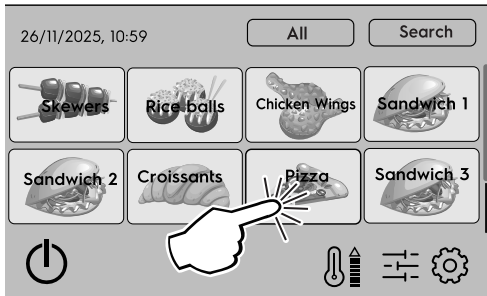 26/11/2025, 10:59
All
Search
Skewers
Rice balls
Chicken Wings
Sandwich 1
Sandwich 2
Croissants
Pizza
Sandwich 3